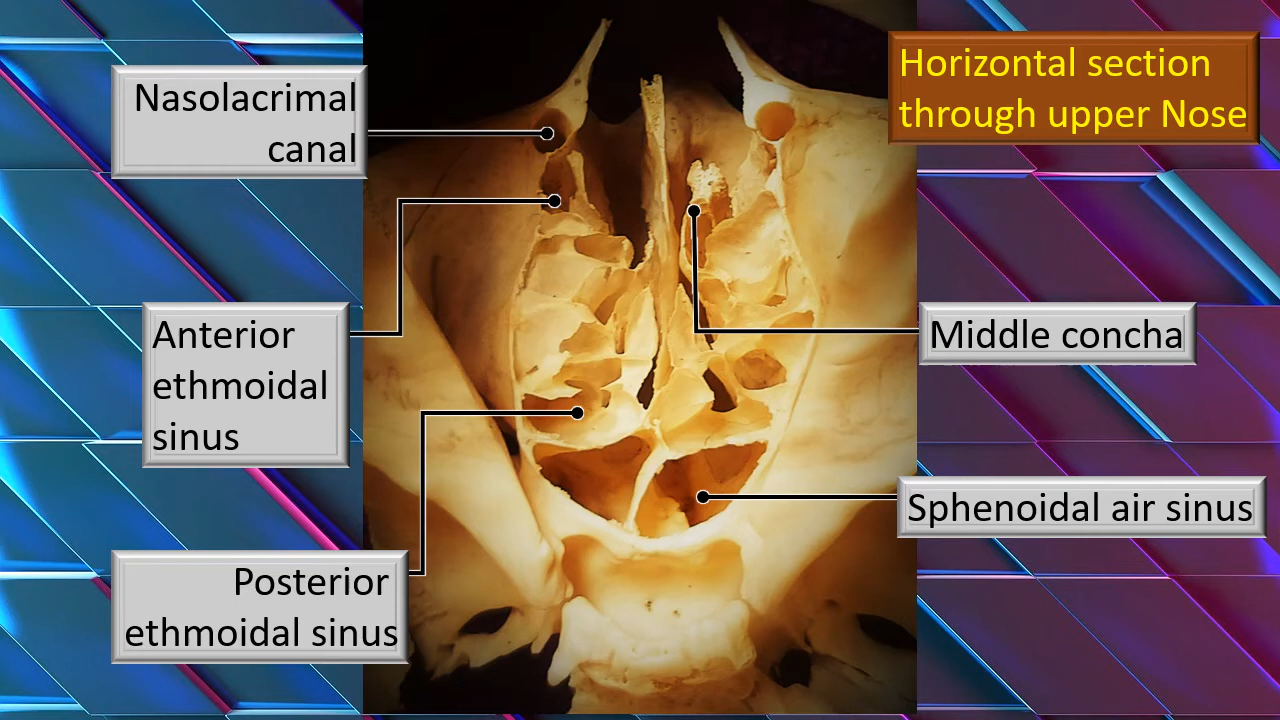 Horizontal section
through upper Nose
Nasolacrimal
canal
Anterior
ethmoidal
sinus
Middle concha
Posterior
ethmoidal sinus
Sphenoidal air sinus